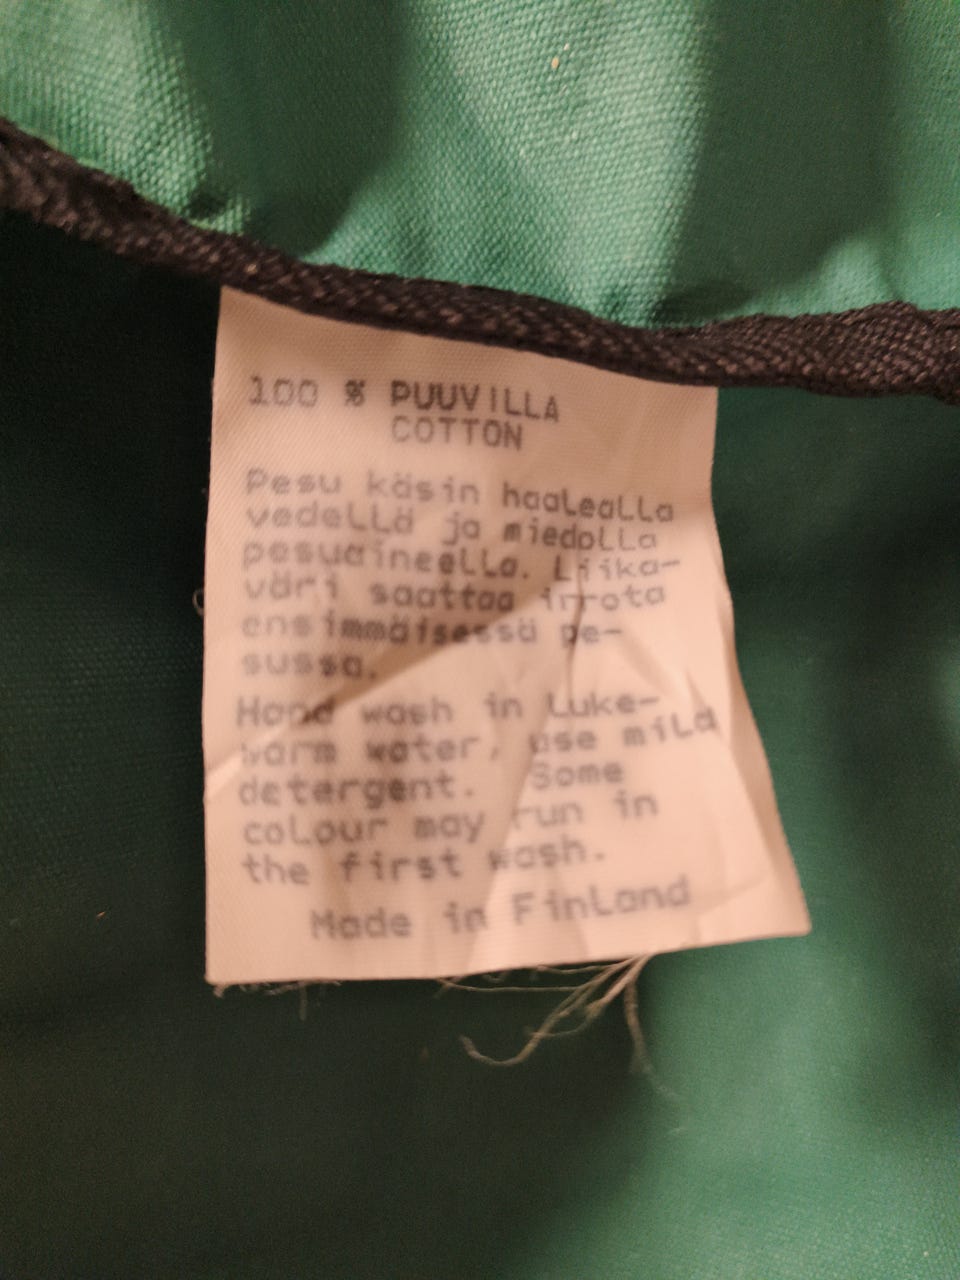 100 % PUUVILLA
COTTON
Pesu käsin haalealla
vedellä ja miedolla
pesuaineella. Liika-
väri saattaa irrota
ensimmäisessä pe-
sussa.
Hand wash in luke-
warm water, use mild
detergent. Some
colour may run in
the first wash.
Made in Finland